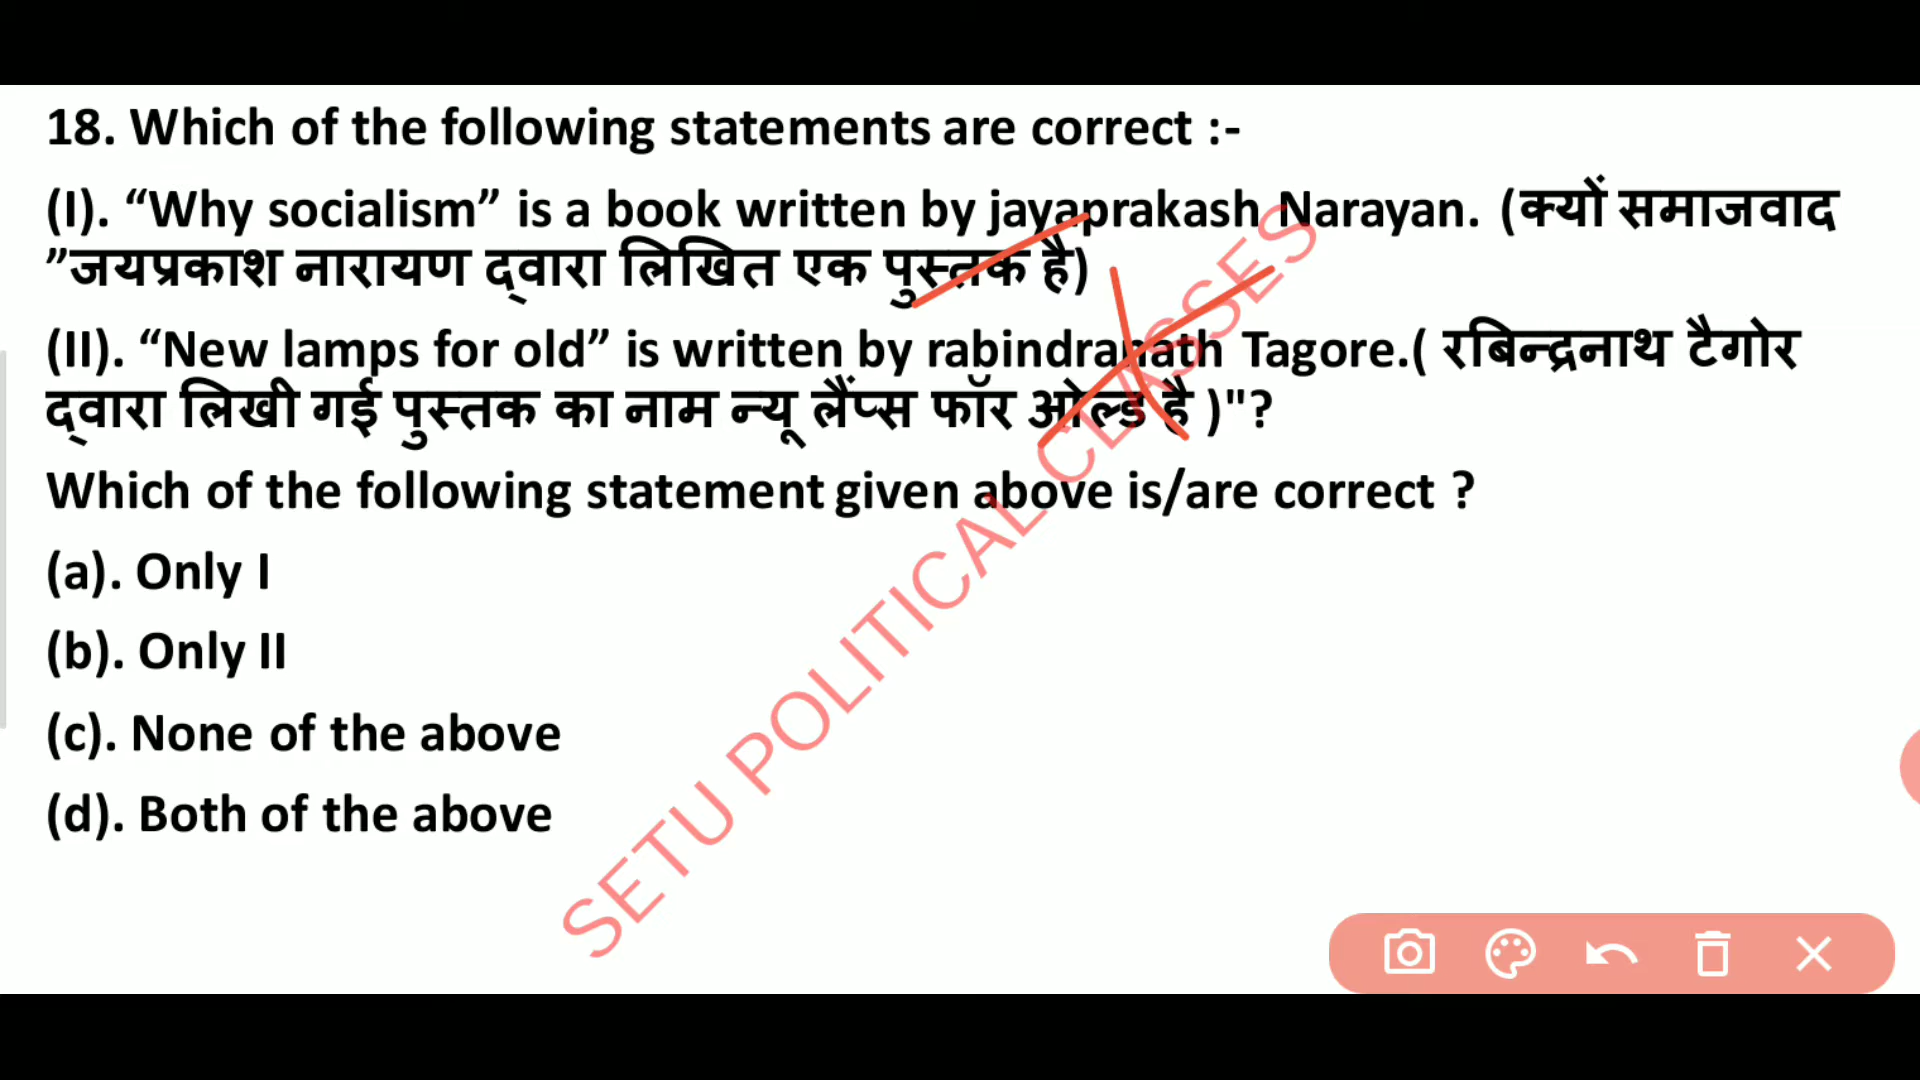 18. Which of the following statements are correct :-
(I). “Why socialism” is a book written by jayaprakash Narayan. (क्यों समाजवाद
”जयप्रकाश नारायण द्वारा लिखित एक पुस्तक है)
(II). “New lamps for old” is written by rabindranath Tagore.( रबिन्द्रनाथ टैगोर
द्वारा लिखी गई पुस्तक का नाम न्यू लैंप्स फॉर ओल्ड है )"?
Which of the following statement given above is/are correct ?
(a). Only I
(b). Only II
(c). None of the above
(d). Both of the above
SETU POLITICAL CLASSES